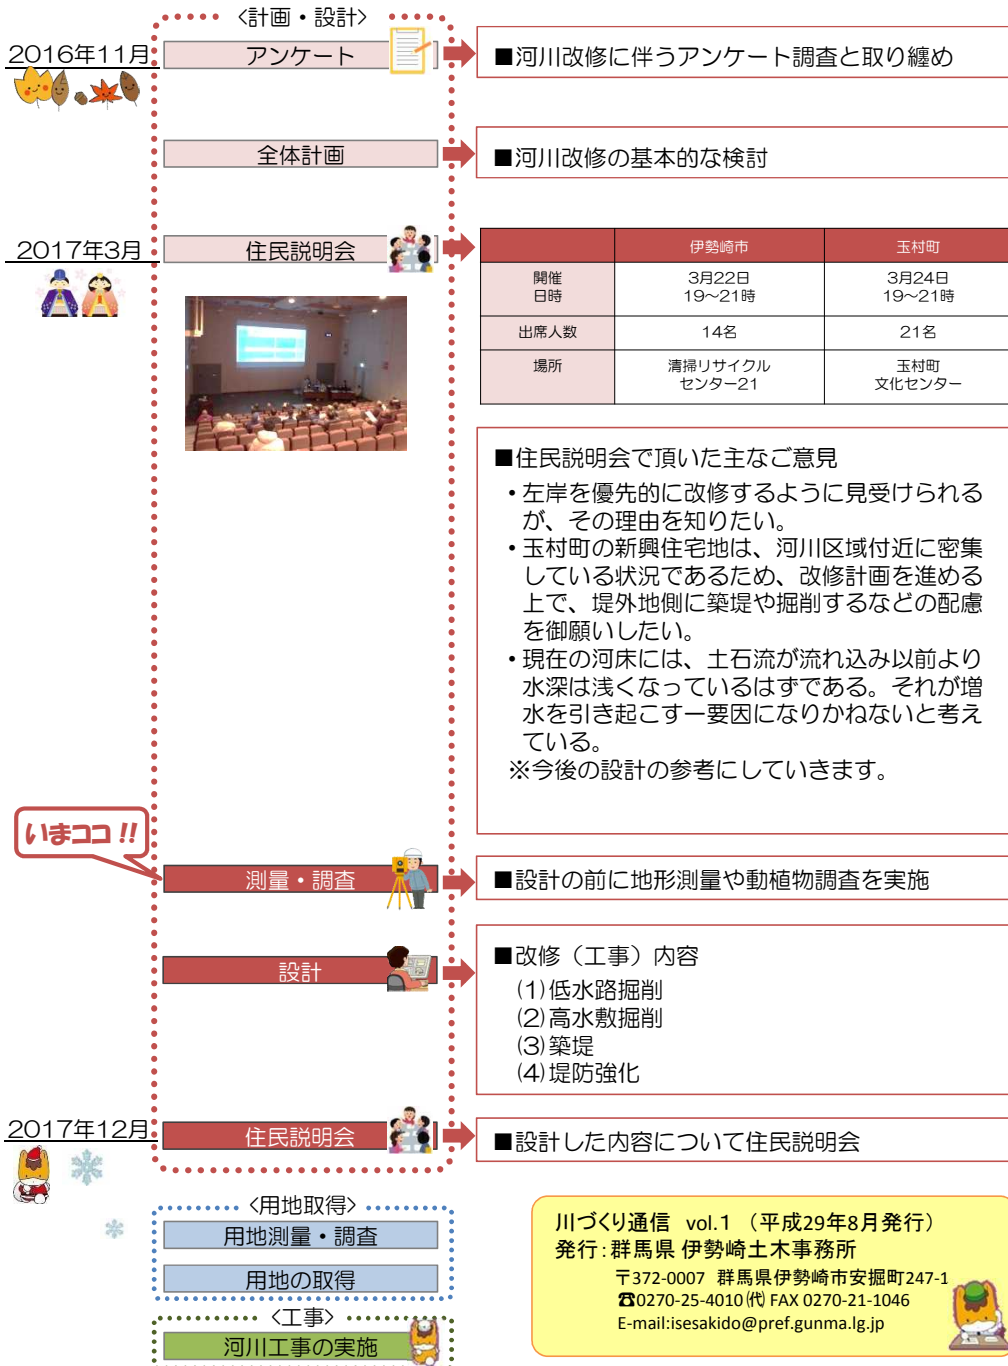 〈計画・設計〉
2016年11月
アンケート
■河川改修に伴うアンケート調査と取り纏め
全体計画
■河川改修の基本的な検討
2017年3月
住民説明会
伊勢崎市 玉村町
開催
日時
3月22日
19～21時
3月24日
19～21時
出席人数 14名 21名
場所
清掃リサイクル
センター21
玉村町
文化センター
■住民説明会で頂いた主なご意見
・左岸を優先的に改修するように見受けられる
が、その理由を知りたい。
・玉村町の新興住宅地は、河川区域付近に密集
している状況であるため、改修計画を進める
上で、堤外地側に築堤や掘削するなどの配慮
を御願いしたい。
・現在の河床には、土石流が流れ込み以前より
水深は浅くなっているはずである。それが増
水を引き起こす一要因になりかねないと考え
ている。
※今後の設計の参考にしていきます。
いまココ!!
測量・調査
■設計の前に地形測量や動植物調査を実施
設計
■改修（工事）内容
(1)低水路掘削
(2)高水敷掘削
(3)築堤
(4)堤防強化
2017年12月
住民説明会
■設計した内容について住民説明会
〈用地取得〉
用地測量・調査
用地の取得
〈工事〉
河川工事の実施
川づくり通信 vol.1 （平成29年8月発行）
発行：群馬県 伊勢崎土木事務所
〒372-0007 群馬県伊勢崎市安掘町247-1
☎0270-25-4010㈹ FAX 0270-21-1046
E-mail:isesakido@pref.gunma.lg.jp